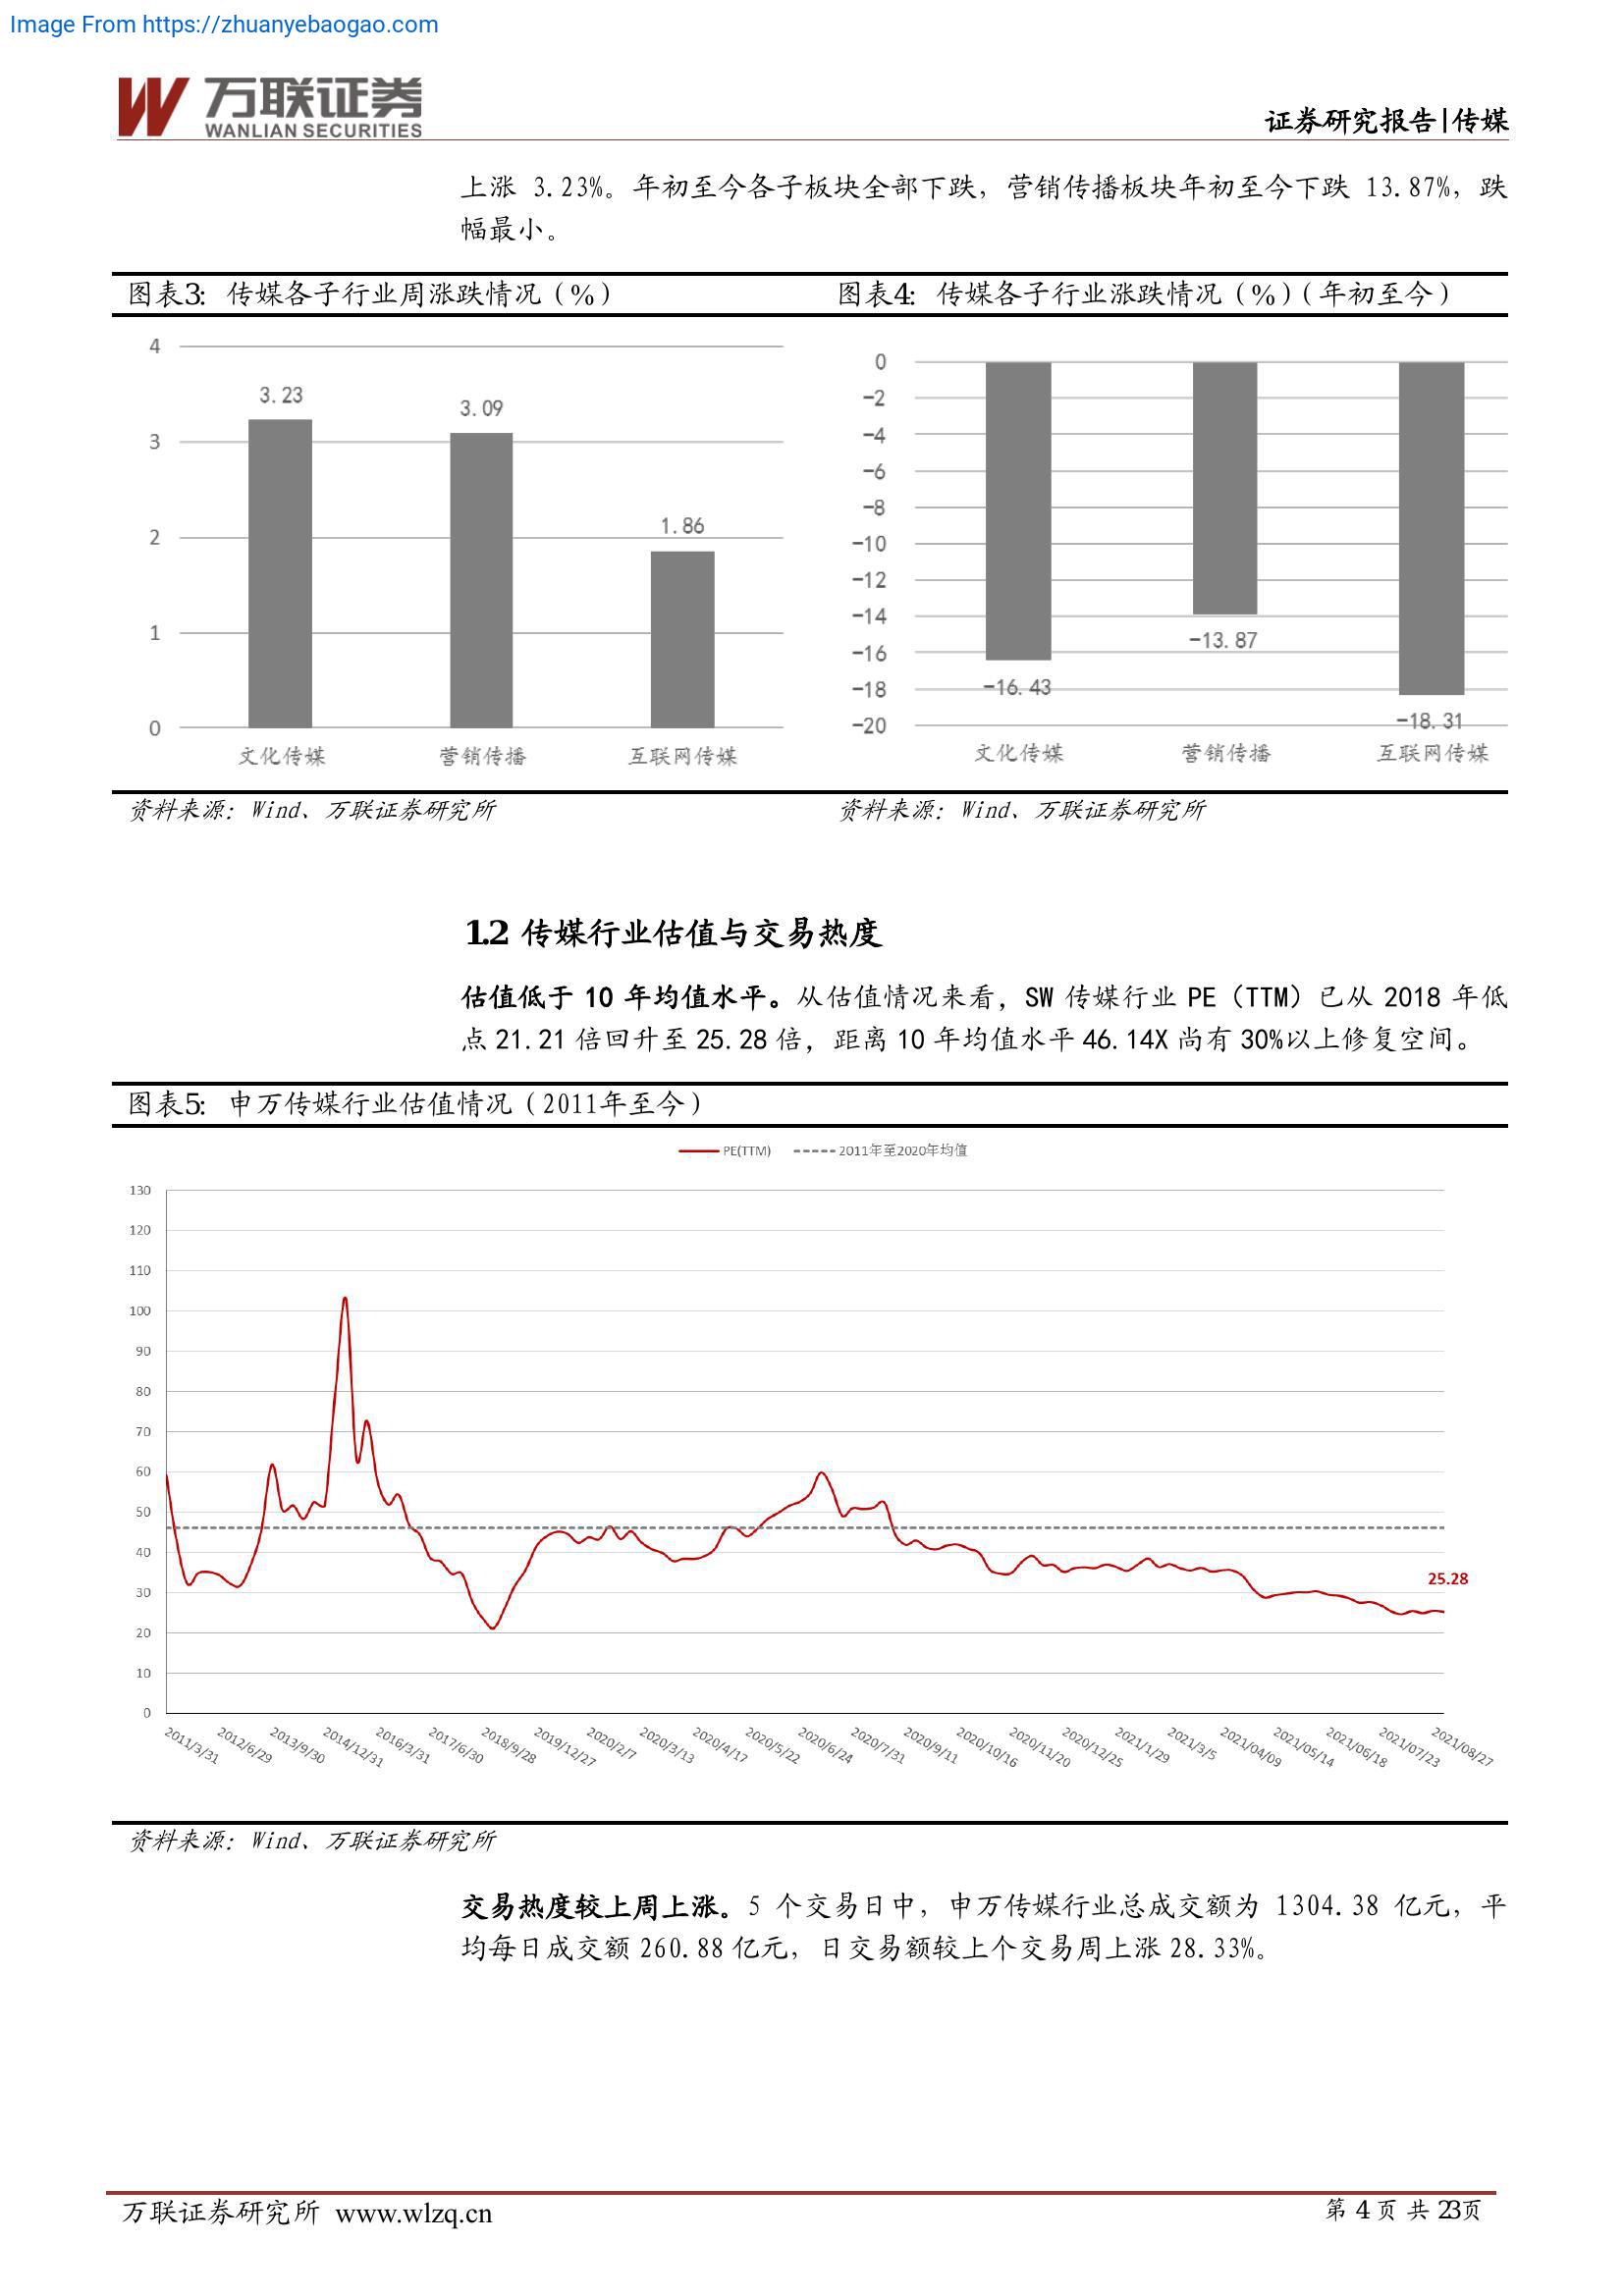 Image From https://zhuanyebaogao.com
万联证券
WANLIAN SECURITIES
证券研究报告|传媒
上涨 3.23%。年初至今各子板块全部下跌，营销传播板块年初至今下跌 13.87%，跌
幅最小。
图表3: 传媒各子行业周涨跌情况（%）
图表4: 传媒各子行业涨跌情况（%）（年初至今）
4
3
2
1
0
3.23
3.09
1.86
文化传媒
营销传播
互联网传媒
0
-2
-4
-6
-8
-10
-12
-14
-16
-18
-20
-16.43
-13.87
-18.31
文化传媒
营销传播
互联网传媒
资料来源：Wind、万联证券研究所
资料来源：Wind、万联证券研究所
1.2 传媒行业估值与交易热度
估值低于 10 年均值水平。从估值情况来看，SW 传媒行业 PE（TTM）已从 2018 年低
点 21.21 倍回升至 25.28 倍，距离 10 年均值水平 46.14X 尚有 30%以上修复空间。
图表5: 申万传媒行业估值情况（2011年至今）
PE(TTM)
2011年至2020年均值
130
120
110
100
90
80
70
60
50
40
30
20
10
0
25.28
2011/3/31
2012/6/29
2013/9/30
2014/12/31
2016/3/31
2017/6/30
2018/9/28
2019/12/27
2020/2/7
2020/3/13
2020/4/17
2020/5/22
2020/6/24
2020/7/31
2020/9/11
2020/10/16
2020/11/20
2020/12/25
2021/1/29
2021/3/5
2021/04/09
2021/05/14
2021/06/18
2021/07/23
2021/08/27
资料来源：Wind、万联证券研究所
交易热度较上周上涨。5 个交易日中，申万传媒行业总成交额为 1304.38 亿元，平
均每日成交额 260.88 亿元，日交易额较上个交易周上涨 28.33%。
万联证券研究所 www.wlzq.cn
第 4 页 共 23页